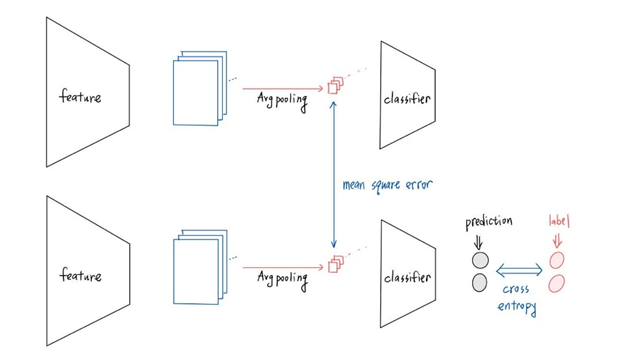 feature
Avg pooling
classifier
mean square error
feature
Avg pooling
classifier
prediction
label
cross
entropy